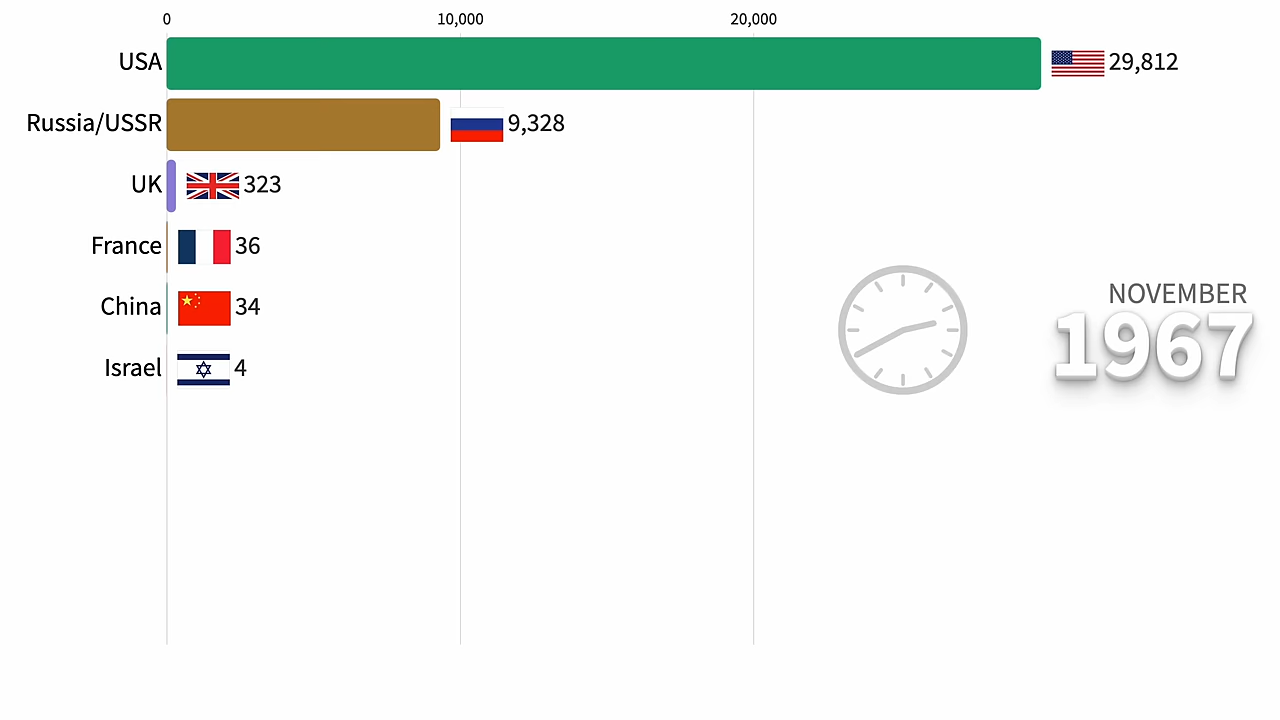 0 10,000 20,000
USA 29,812
Russia/USSR 9,328
UK 323
France 36
China 34
Israel 4
NOVEMBER
1967